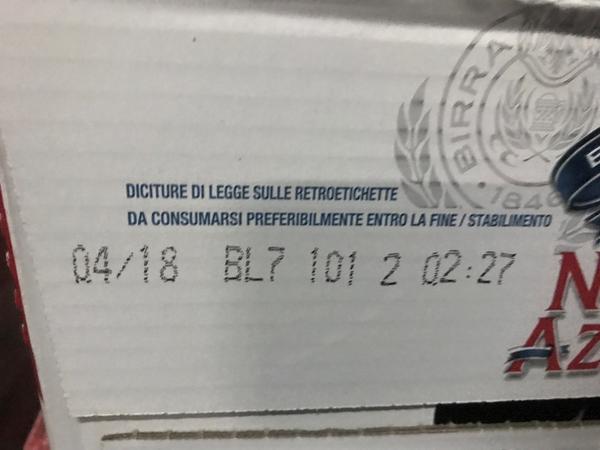 BIRRA
1846
DICITURE DI LEGGE SULLE RETROETICHETTE
DA CONSUMARSI PREFERIBILMENTE ENTRO LA FINE / STABILIMENTO
04/18 BL7 101 2 02:27